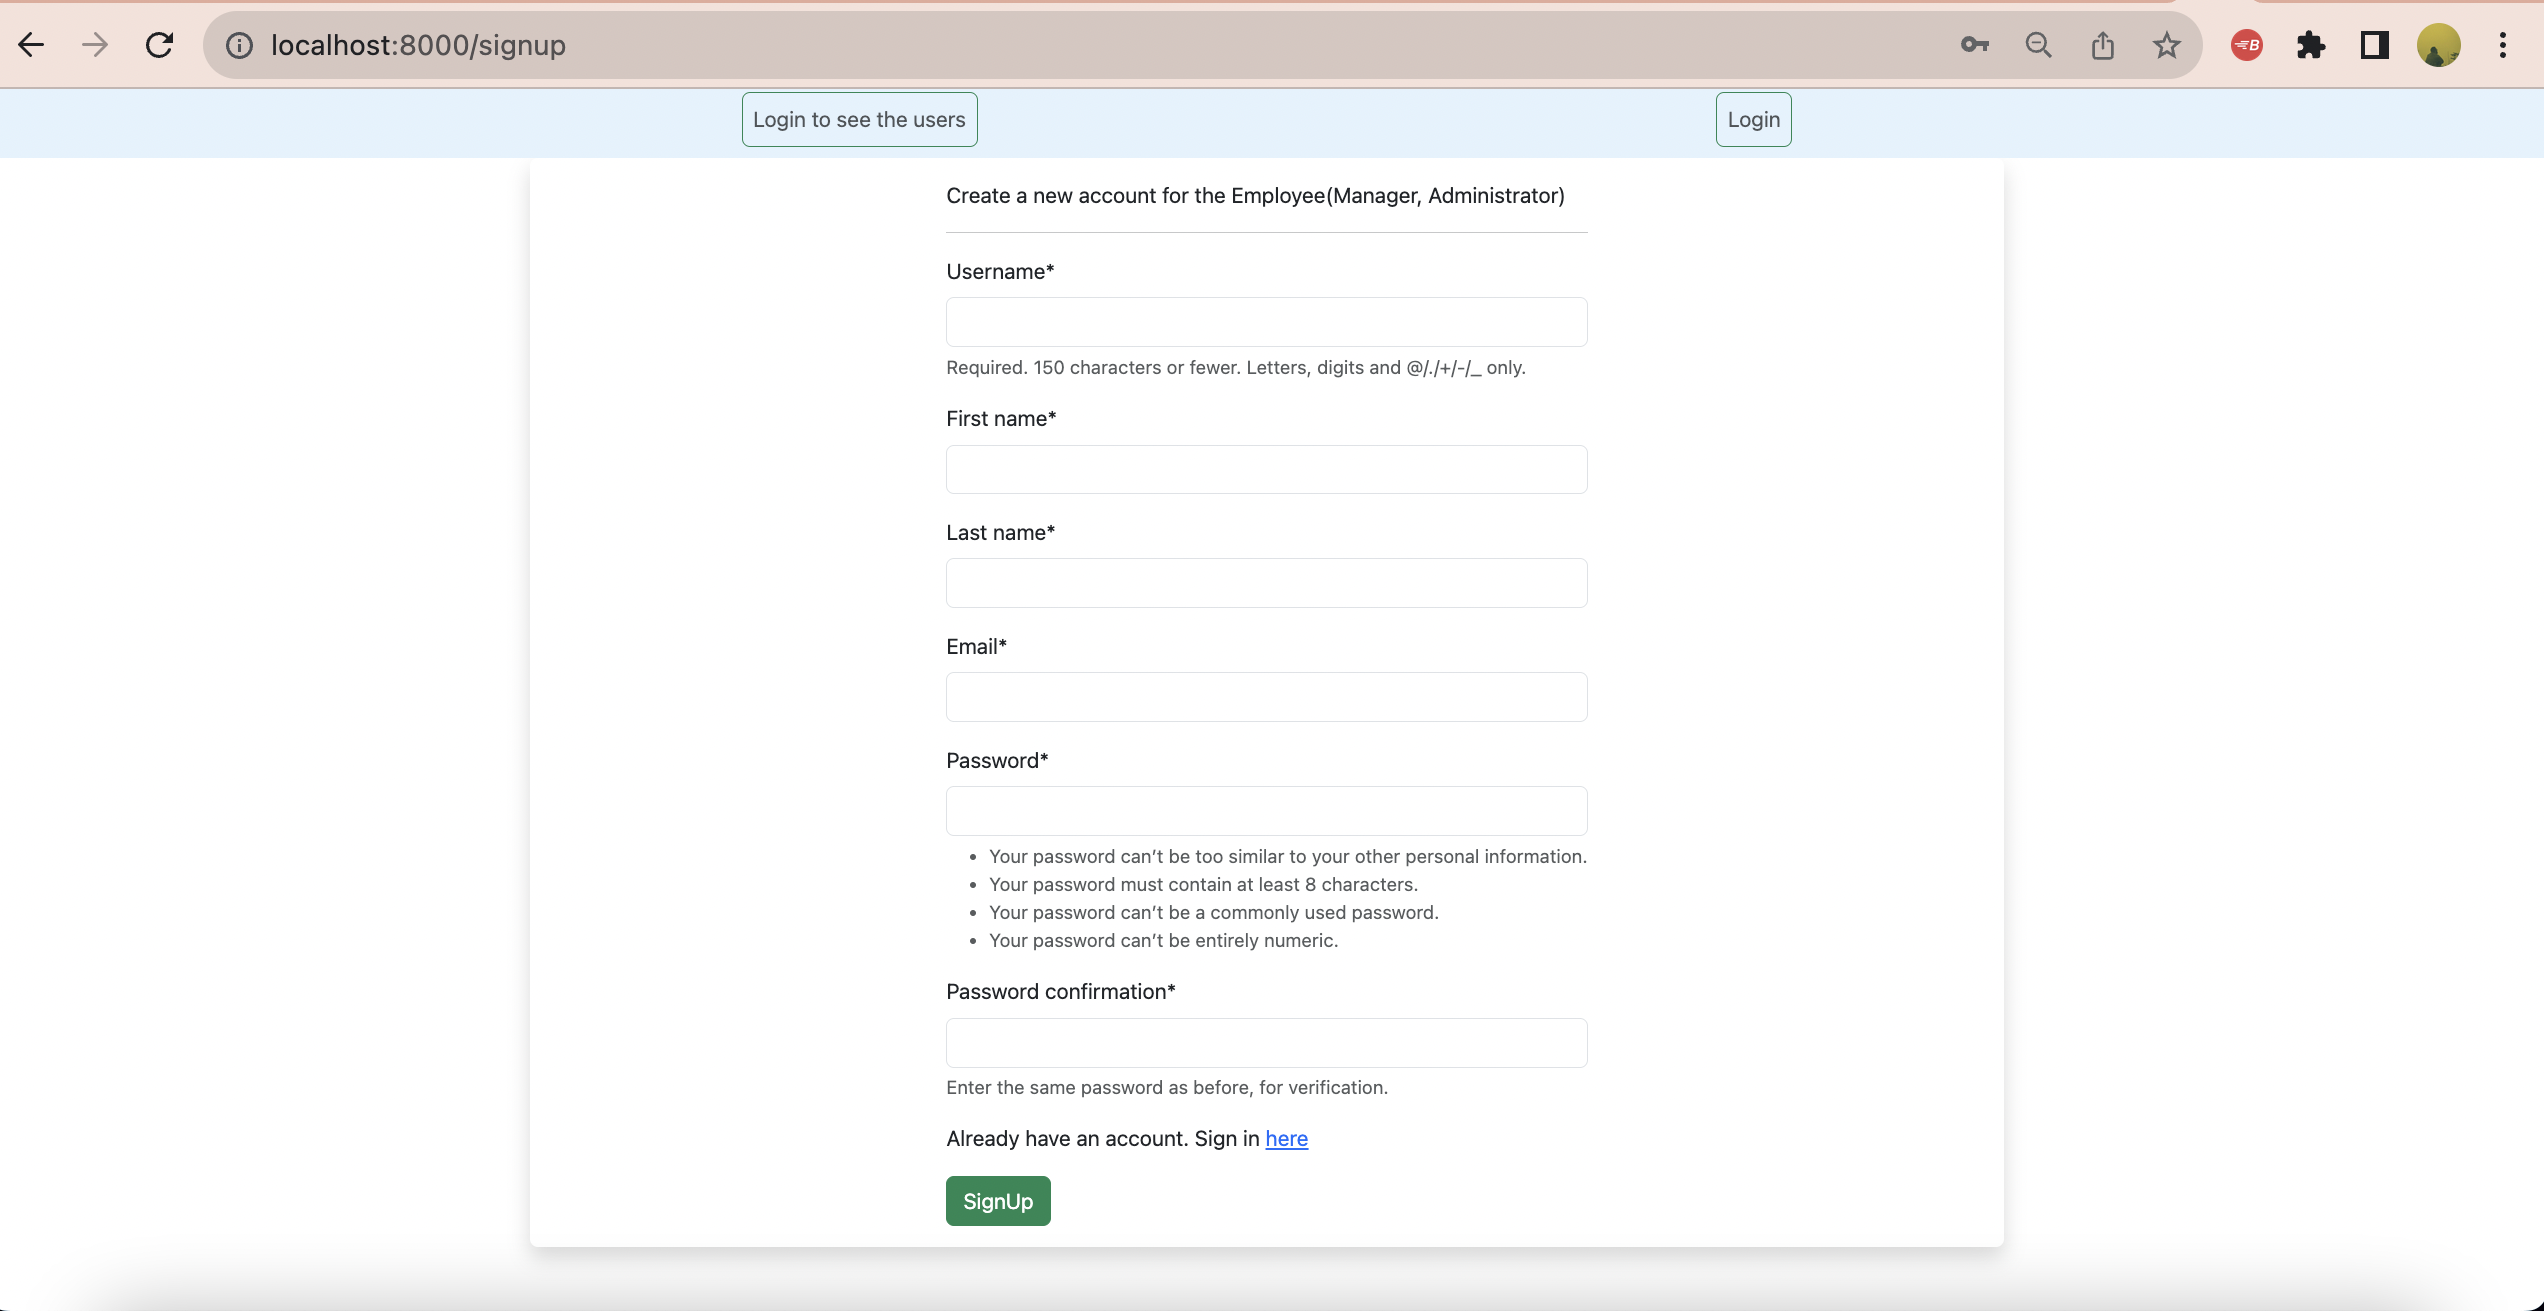 localhost:8000/signup
B
Login to see the users
Login
Create a new account for the Employee(Manager, Administrator)
Username*
Required. 150 characters or fewer. Letters, digits and @/./+/-/_ only.
First name*
Last name*
Email*
Password*
Your password can’t be too similar to your other personal information.
Your password must contain at least 8 characters.
Your password can’t be a commonly used password.
Your password can’t be entirely numeric.
Password confirmation*
Enter the same password as before, for verification.
Already have an account. Sign in here
SignUp